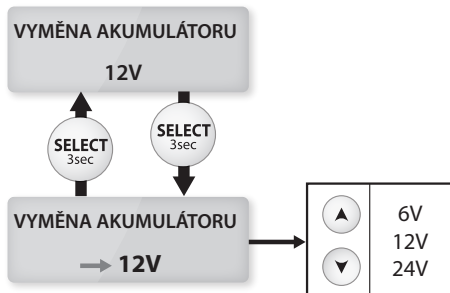 VYMĚNA AKUMULÁTORU
12V
SELECT
3sec
SELECT
3sec
VYMĚNA AKUMULÁTORU
12V
6V
12V
24V